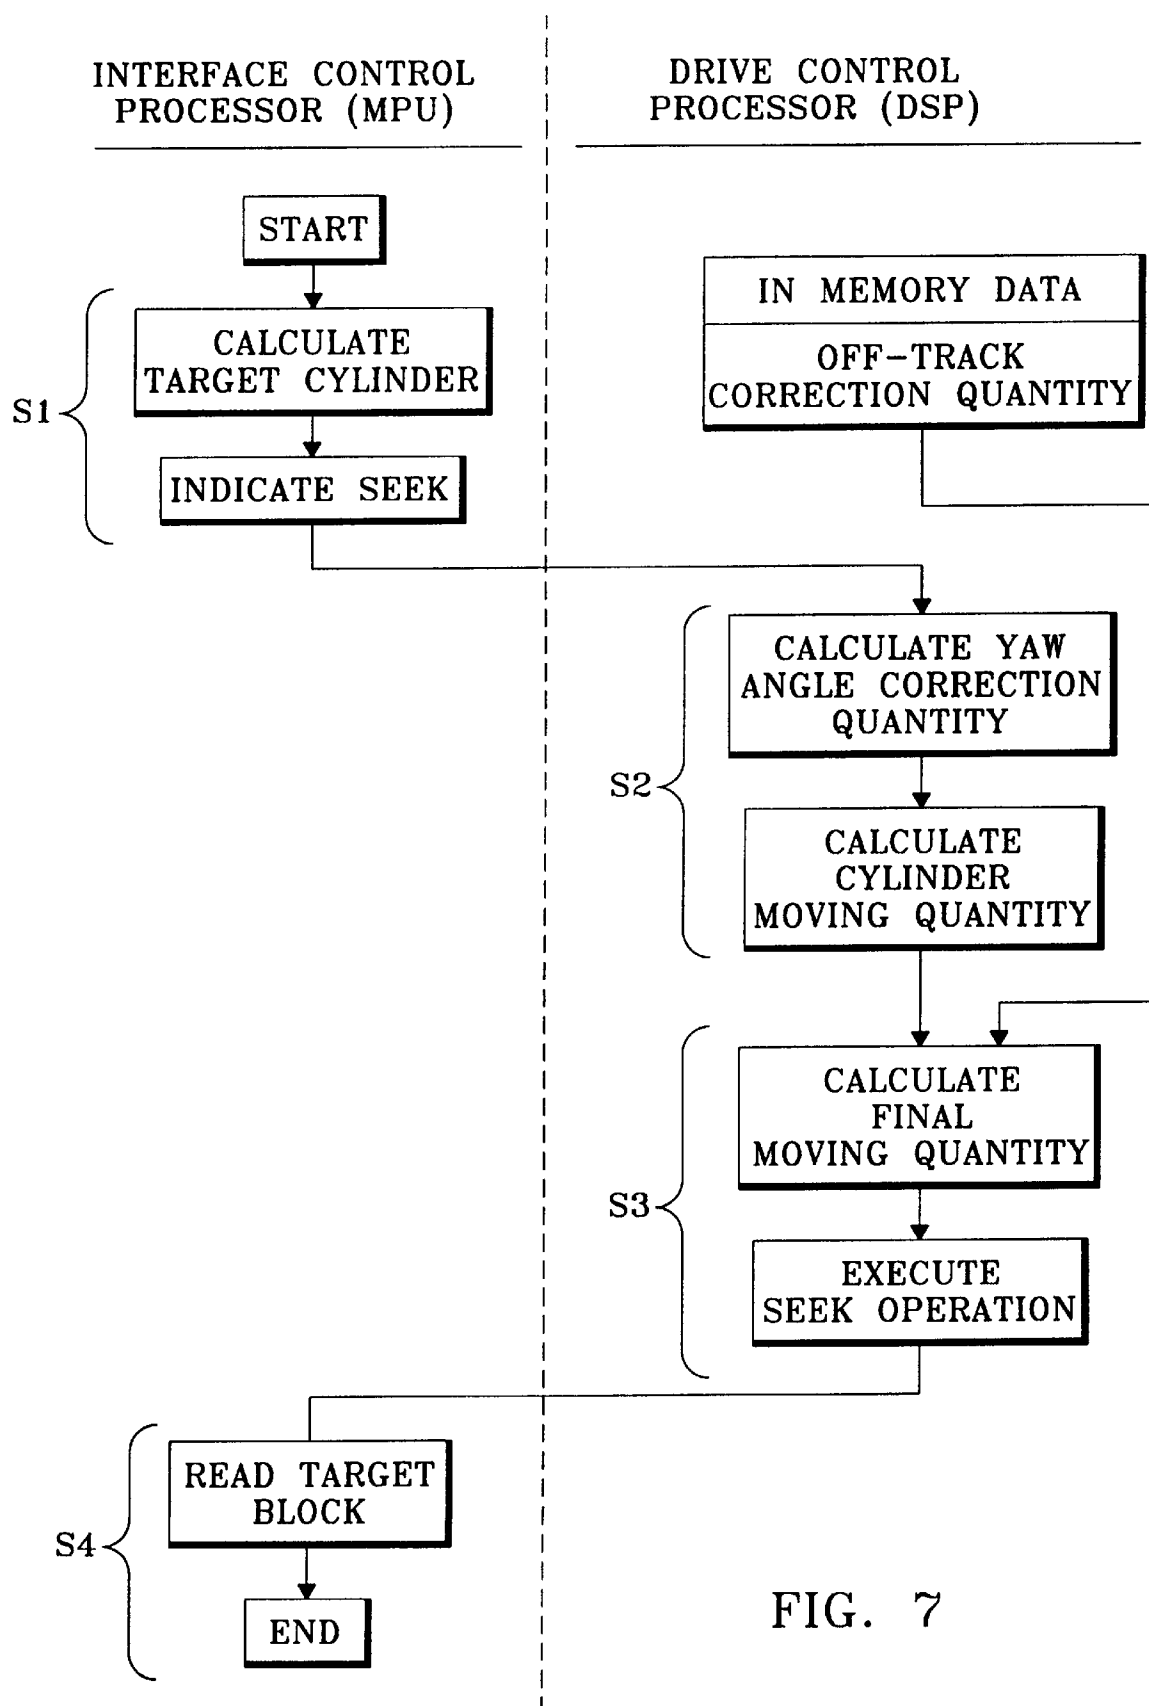 INTERFACE CONTROL
PROCESSOR (MPU)
DRIVE CONTROL
PROCESSOR (DSP)
START
IN MEMORY DATA
OFF-TRACK
CORRECTION QUANTITY
CALCULATE
TARGET CYLINDER
S1
INDICATE SEEK
CALCULATE YAW
ANGLE CORRECTION
QUANTITY
S2
CALCULATE
CYLINDER
MOVING QUANTITY
CALCULATE
FINAL
MOVING QUANTITY
S3
EXECUTE
SEEK OPERATION
READ TARGET
BLOCK
S4
END
FIG. 7